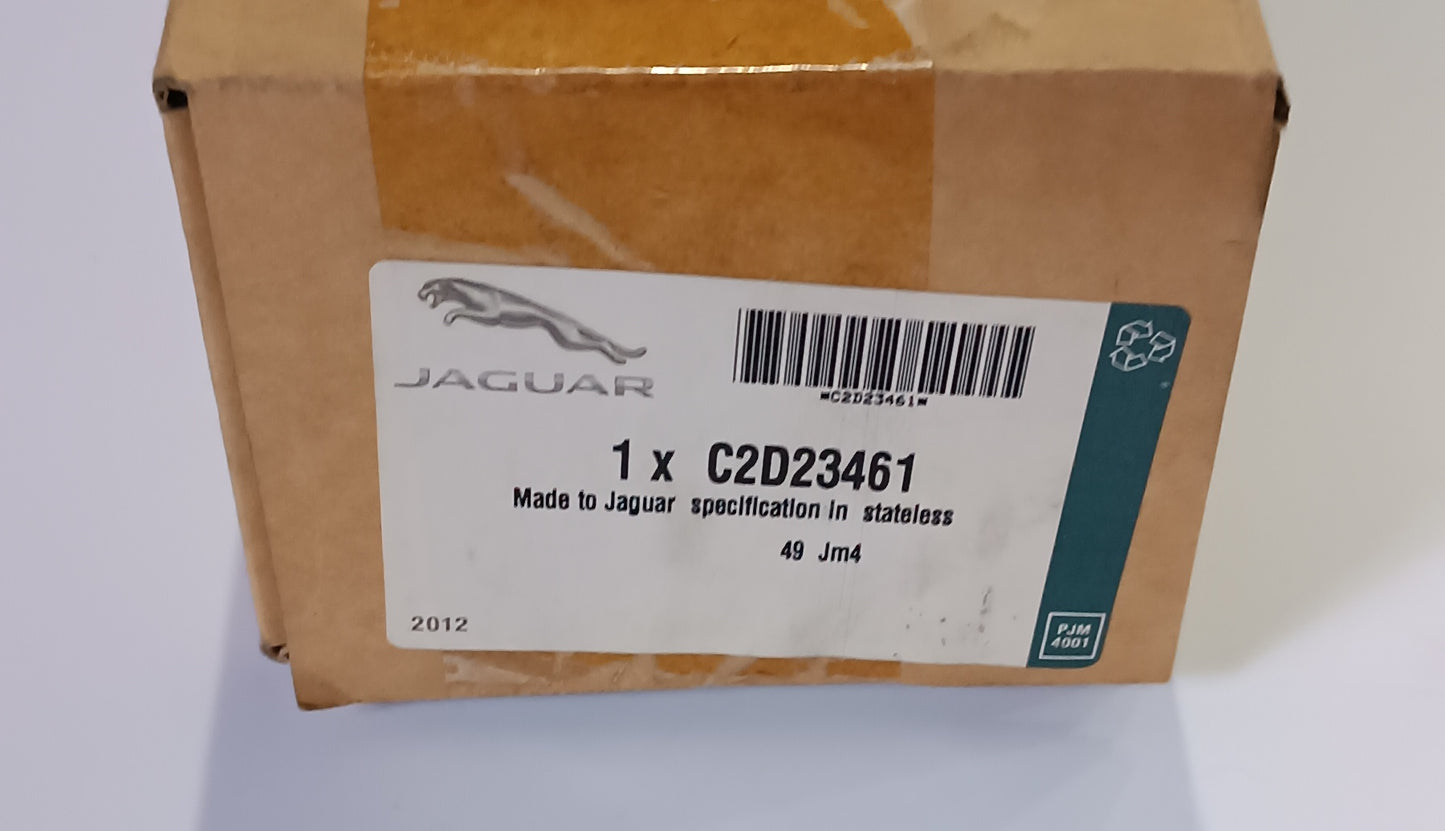 JAGUAR
*C2D23461*
1 x C2D23461
Made to Jaguar specification in stateless
49 Jm4
2012
PJM
4001